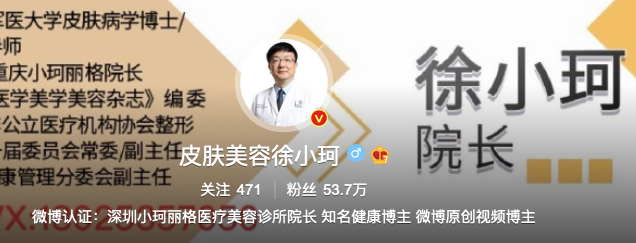 军医大学皮肤病学博士/
导师
重庆小珂丽格院长
医学美学美容杂志》编委
公立医疗机构协会整形
届委员会常委/副主任
康管理分委会副主任
徐小珂
院长
皮肤美容徐小珂
关注 471 粉丝 53.7万
微博认证：深圳小珂丽格医疗美容诊所院长 知名健康博主 微博原创视频博主